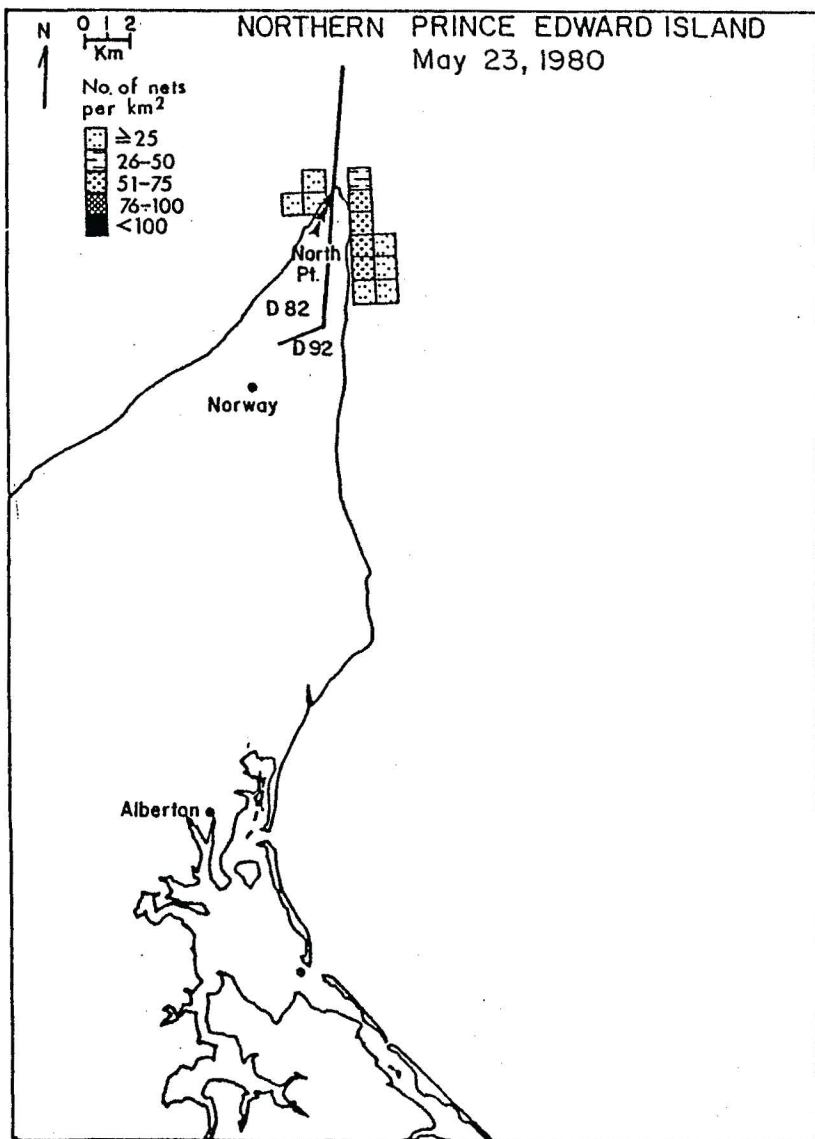 NORTHERN PRINCE EDWARD ISLAND
May 23, 1980
N
0 1 2
Km
No. of nets
per km²
≧25
26-50
51-75
76-100
<100
North
Pt.
D 82
D 92
Norway
Alberton